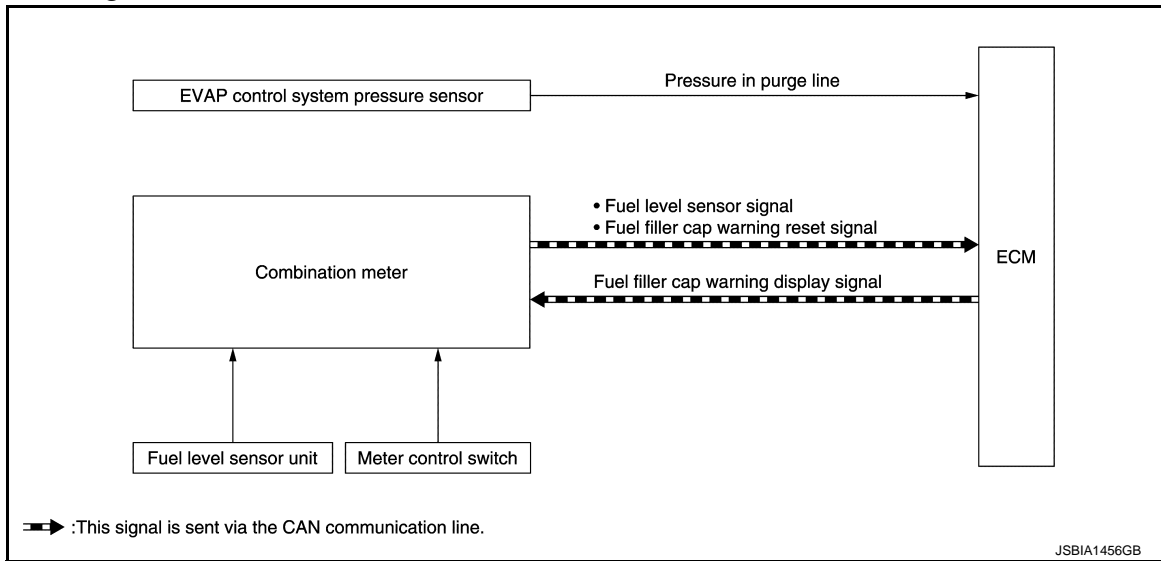 EVAP control system pressure sensor
Pressure in purge line
• Fuel level sensor signal
• Fuel filler cap warning reset signal
Combination meter
ECM
Fuel filler cap warning display signal
Fuel level sensor unit
Meter control switch
:This signal is sent via the CAN communication line.
JSBIA1456GB